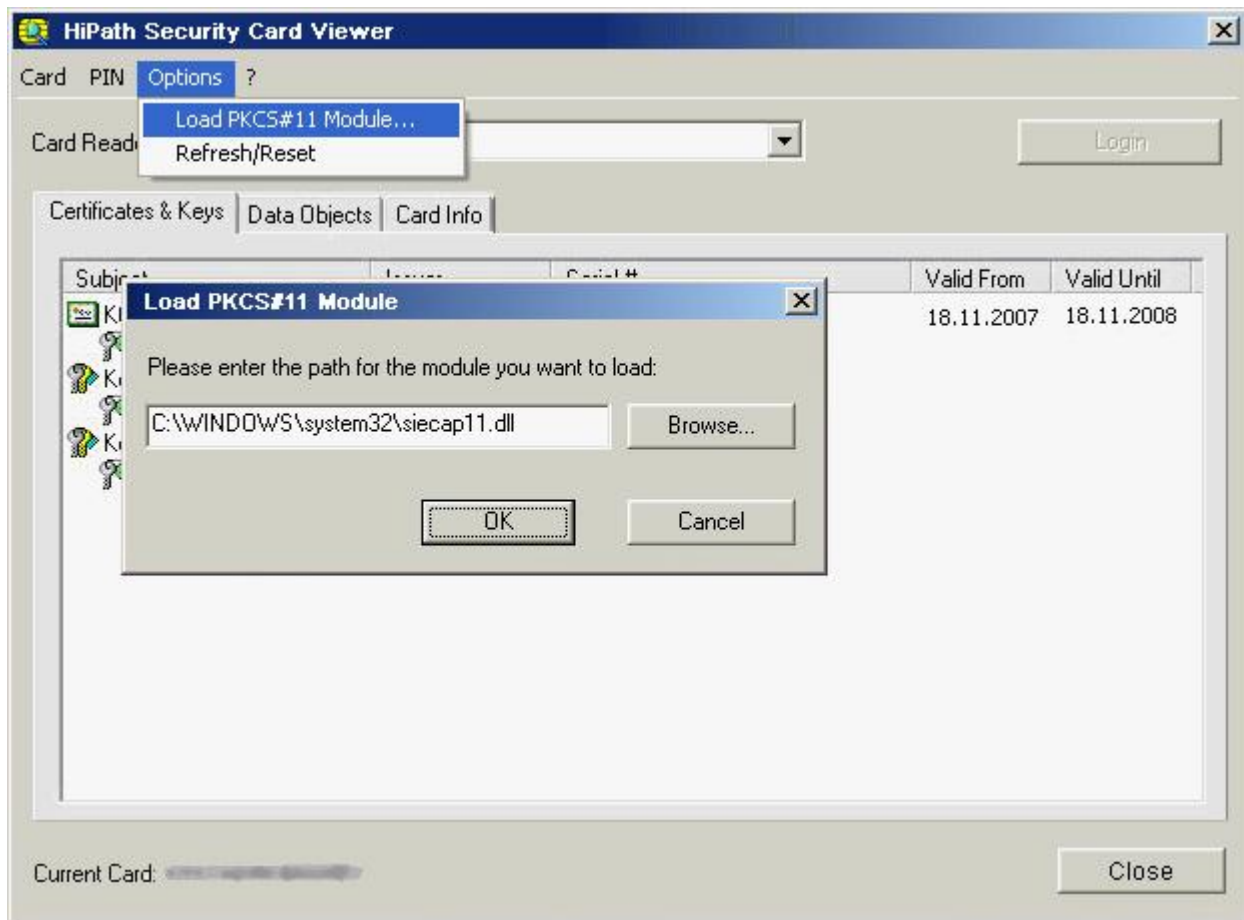 HiPath Security Card Viewer
Card PIN Options ?
Load PKCS#11 Module...
Refresh/Reset
Card Read
Login
Certificates & Keys Data Objects Card Info
Valid From Valid Until
18.11.2007 18.11.2008
Load PKCS#11 Module
Please enter the path for the module you want to load:
C:\WINDOWS\system32\siecap11.dll
Browse...
OK Cancel
Current Card:
Close